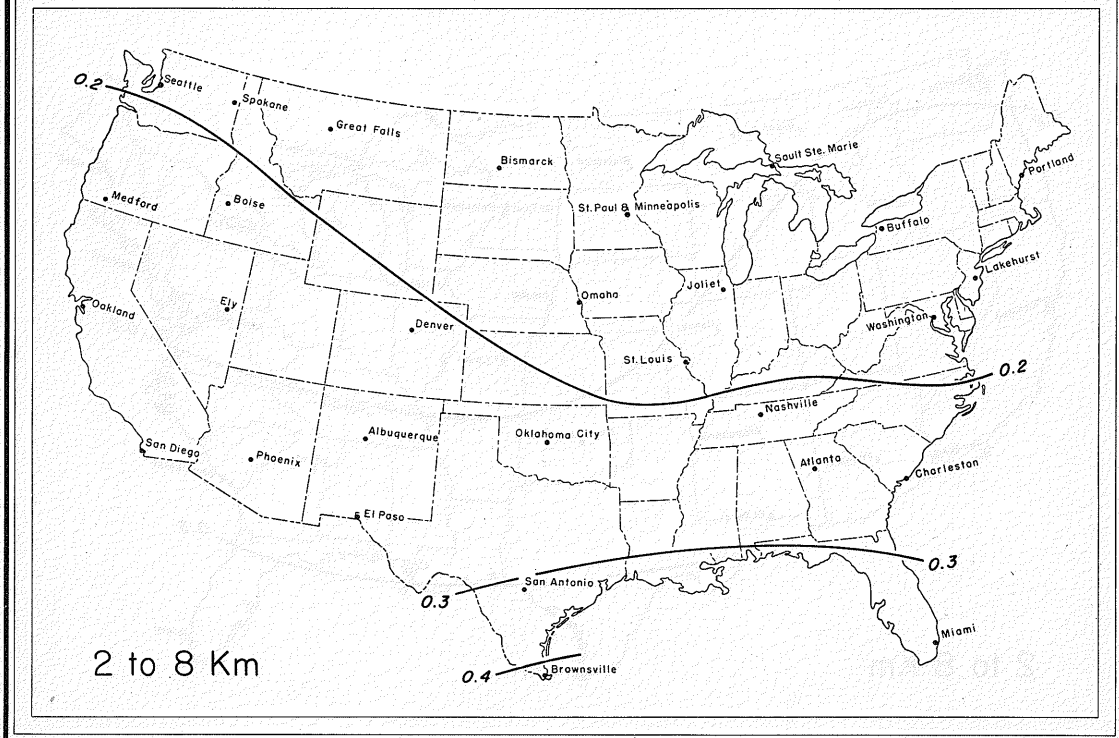 0.2
Seattle
Spokane
Great Falls
Bismarck
Sault Ste. Marie
Portland
Medford
Boise
St. Paul & Minneapolis
Buffalo
Lakehurst
Oakland
Ely
Denver
Omaha
Joliet
Washington
St. Louis
0.2
Nashville
San Diego
Phoenix
Albuquerque
Oklahoma City
Atlanta
Charleston
El Paso
0.3
San Antonio
0.3
Miami
2 to 8 Km
0.4
Brownsville